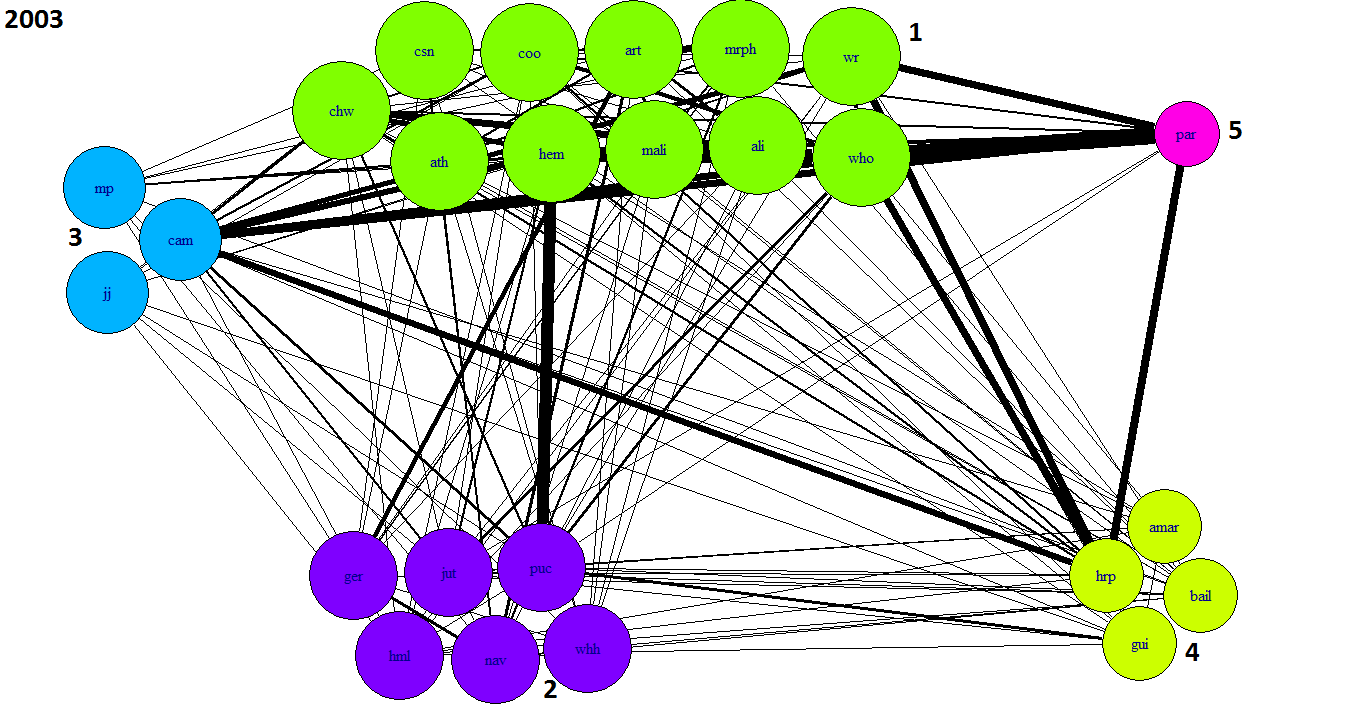 2003
csn
coo
art
mrph
wr
1
chw
par
5
ath
hem
mali
ali
who
mp
3
cam
jj
ger
jut
puc
amar
hrp
bail
gui
4
hml
nav
whh
2